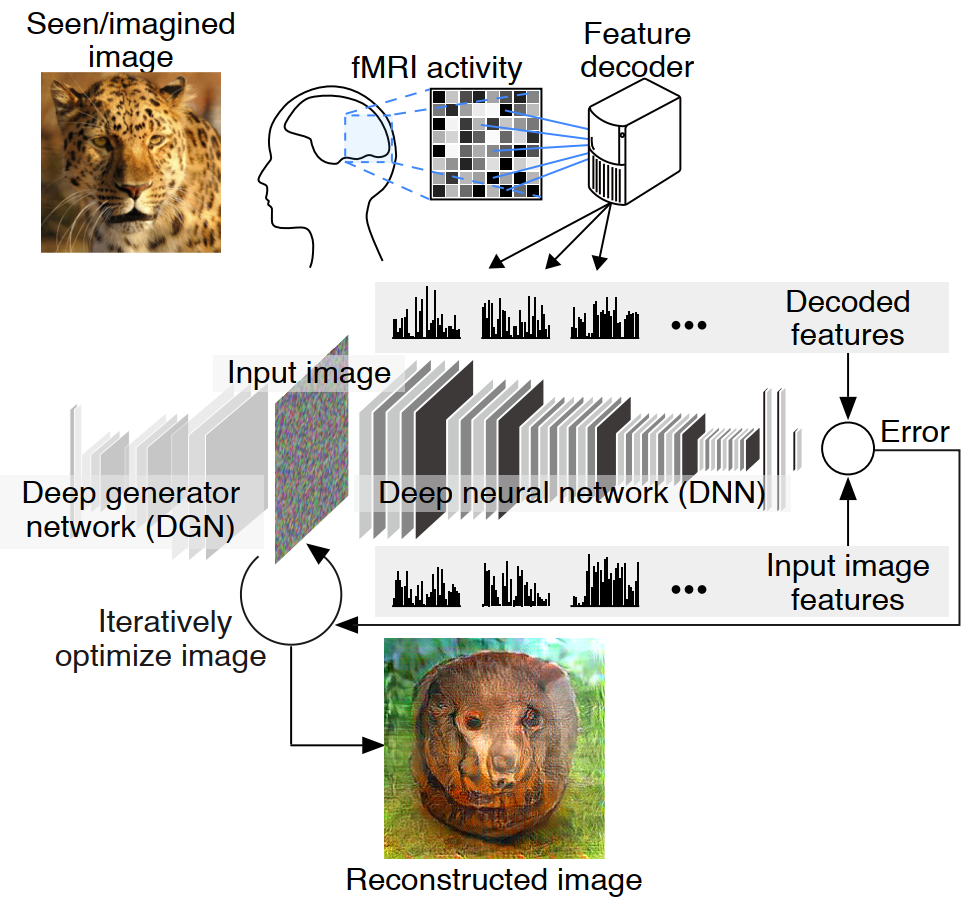 Seen/imagined
image
fMRI activity
Feature
decoder
Decoded
features
Input image
Error
Deep generator
network (DGN)
Deep neural network (DNN)
Input image
features
Iteratively
optimize image
Reconstructed image